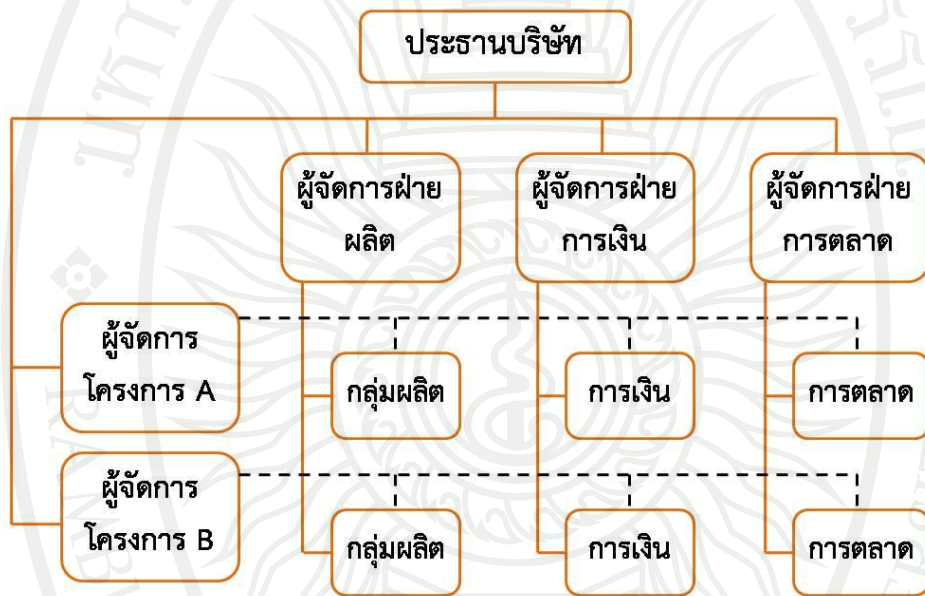 ประธานบริษัท
ผู้จัดการฝ่าย
ผลิต
ผู้จัดการฝ่าย
การเงิน
ผู้จัดการฝ่าย
การตลาด
ผู้จัดการ
โครงการ A
กลุ่มผลิต
การเงิน
การตลาด
ผู้จัดการ
โครงการ B
กลุ่มผลิต
การเงิน
การตลาด